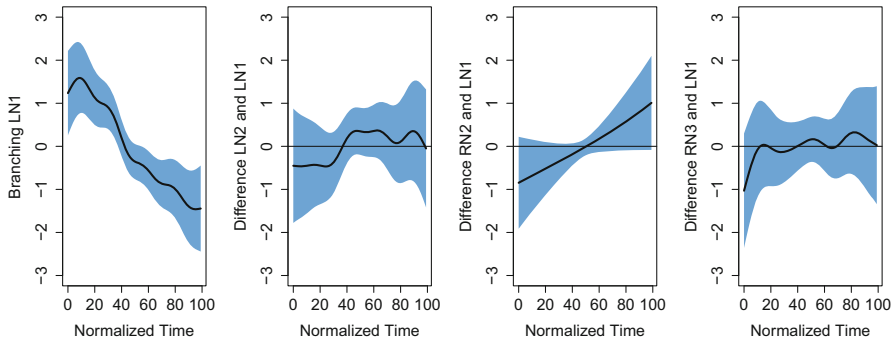 Branching LN1
3
2
1
0
−1
−2
−3
0 20 40 60 80 100
Normalized Time
Difference LN2 and LN1
3
2
1
0
−1
−2
−3
0 20 40 60 80 100
Normalized Time
Difference RN2 and LN1
3
2
1
0
−1
−2
−3
0 20 40 60 80 100
Normalized Time
Difference RN3 and LN1
3
2
1
0
−1
−2
−3
0 20 40 60 80 100
Normalized Time